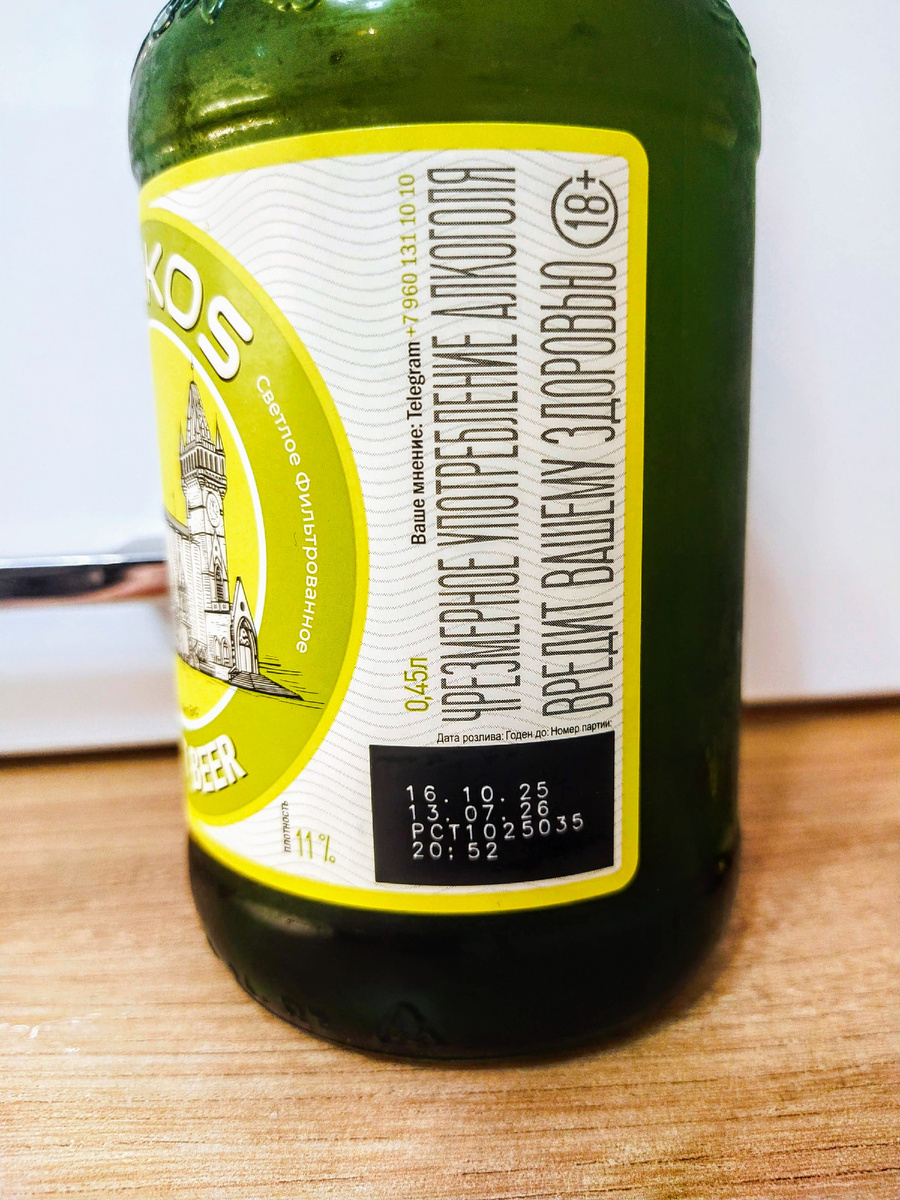 KOS
Светлое Фильтрованное
BEER
плотность
11%
0,45л
Ваше мнение: Telegram +7 960 131 10 10
ЧРЕЗМЕРНОЕ УПОТРЕБЛЕНИЕ АЛКОГОЛЯ
ВРЕДИТ ВАШЕМУ ЗДОРОВЬЮ
18+
Дата розлива: Годен до: Номер партии:
16.10.25
13.07.26
PCT1025035
20:52